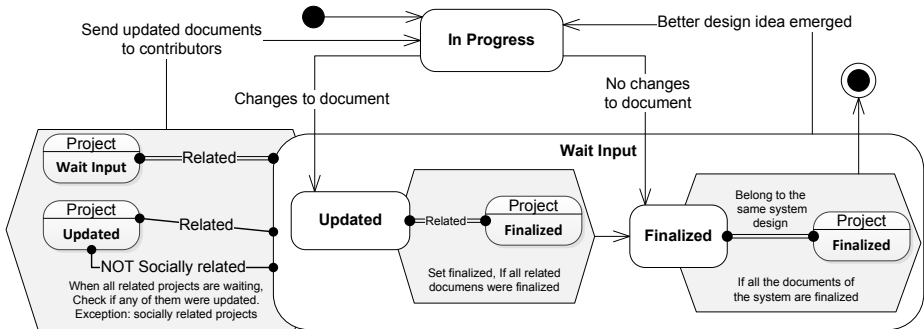 Send updated documents
to contributors
In Progress
Better design idea emerged
Changes to document
No changes
to document
Project
Wait Input
Related
Project
Updated
Related
NOT Socially related
When all related projects are waiting,
Check if any of them were updated.
Exception: socially related projects
Wait Input
Updated
Related
Project
Finalized
Set finalized, If all related
documens were finalized
Finalized
Belong to the
same system
design
Project
Finalized
If all the documents of
the system are finalized